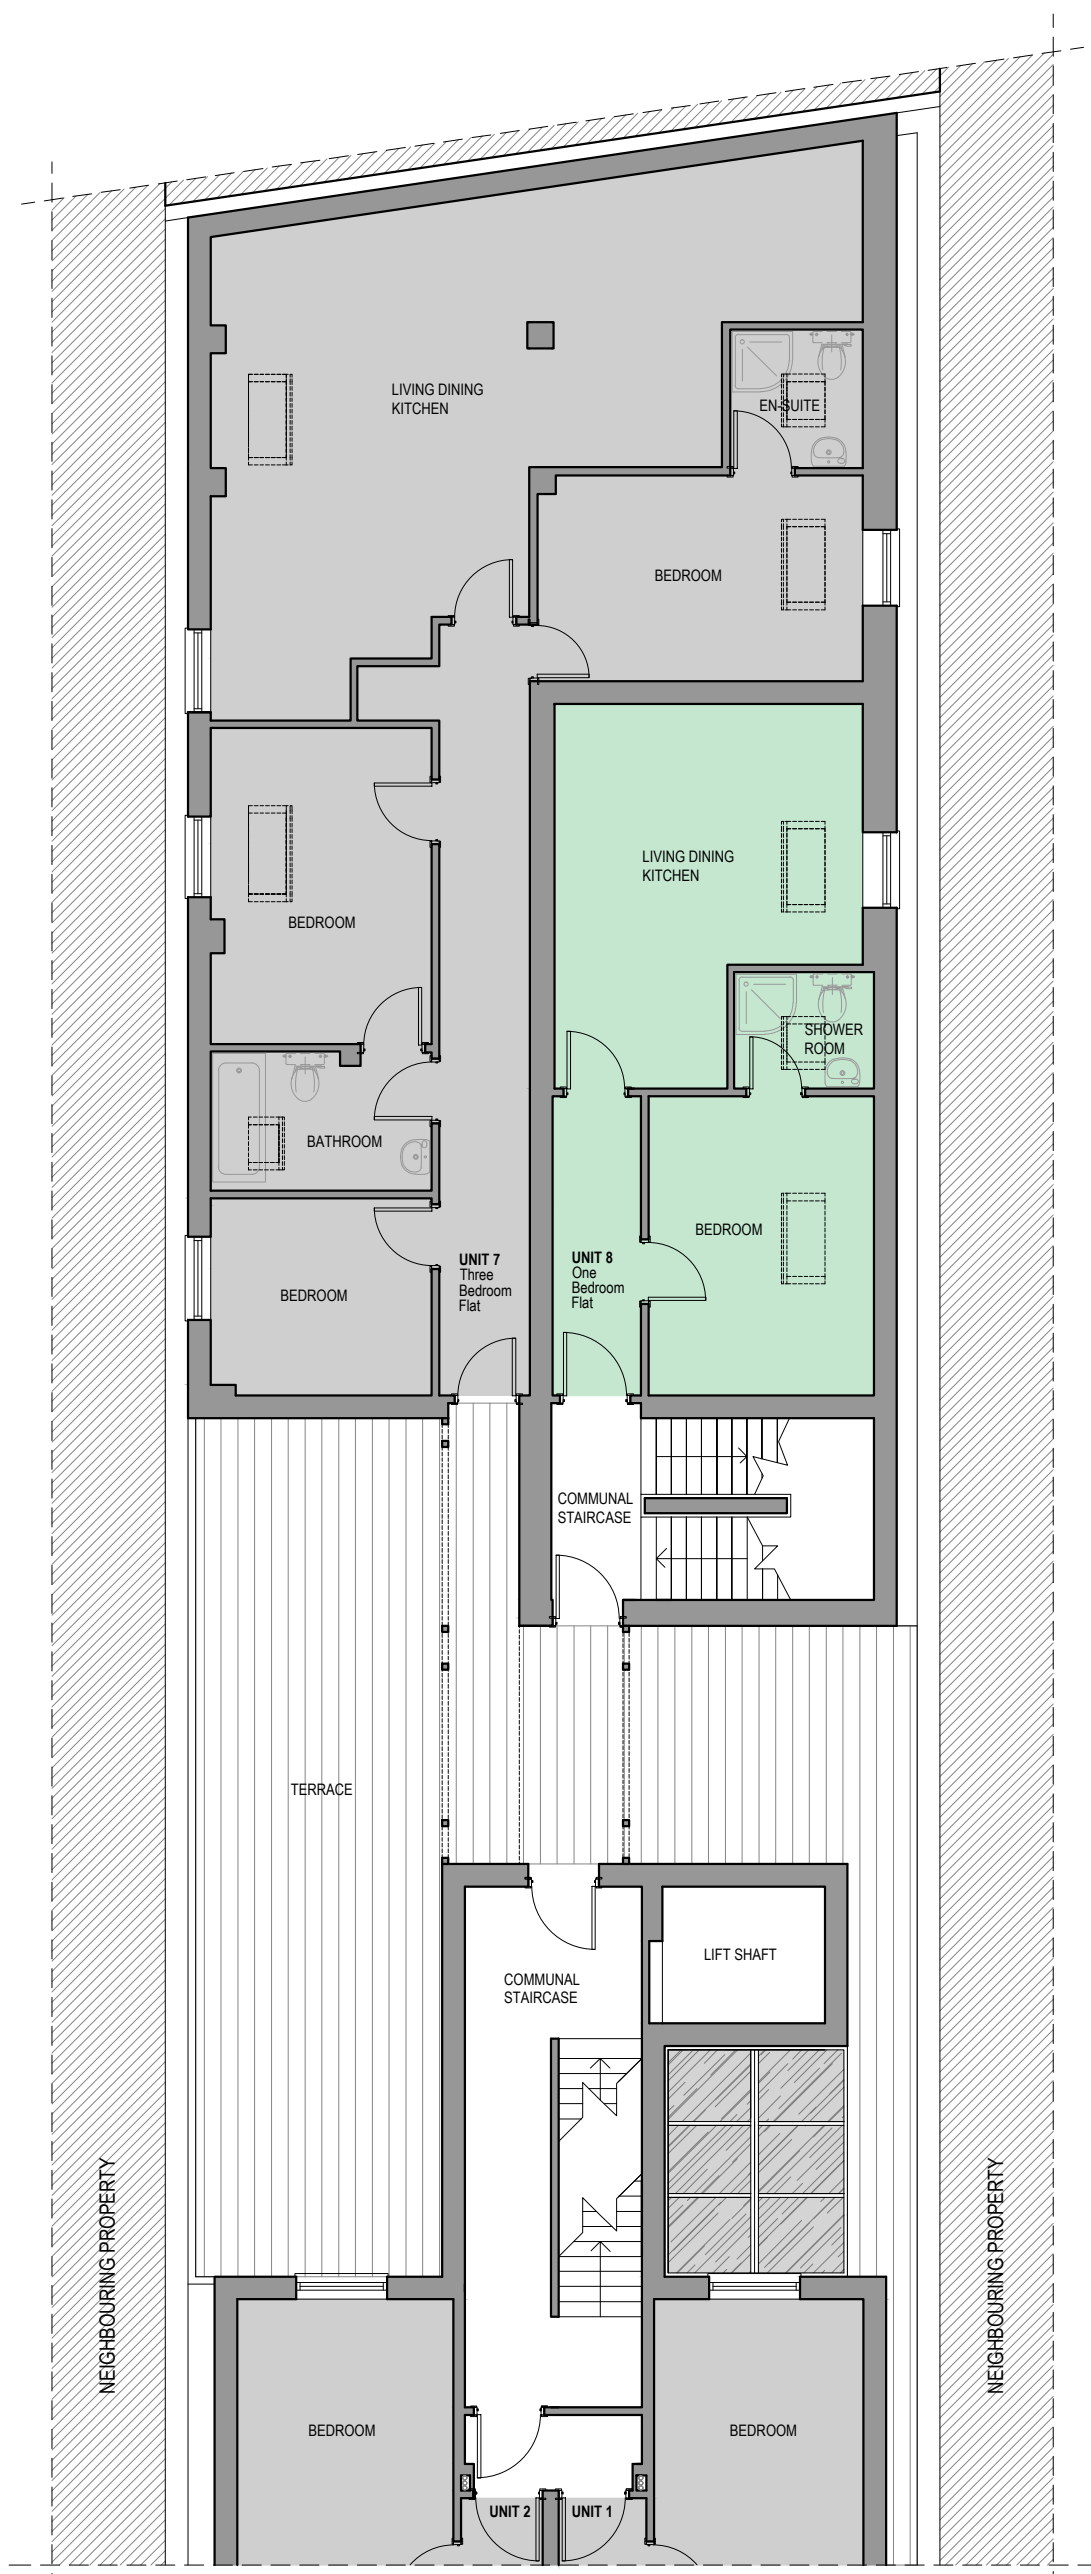 LIVING DINING
KITCHEN
EN-SUITE
BEDROOM
LIVING DINING
KITCHEN
BEDROOM
SHOWER
ROOM
BATHROOM
BEDROOM
UNIT 7
Three
Bedroom
Flat
UNIT 8
One
Bedroom
Flat
BEDROOM
COMMUNAL
STAIRCASE
TERRACE
LIFT SHAFT
COMMUNAL
STAIRCASE
NEIGHBOURING PROPERTY
NEIGHBOURING PROPERTY
BEDROOM
BEDROOM
UNIT 2
UNIT 1